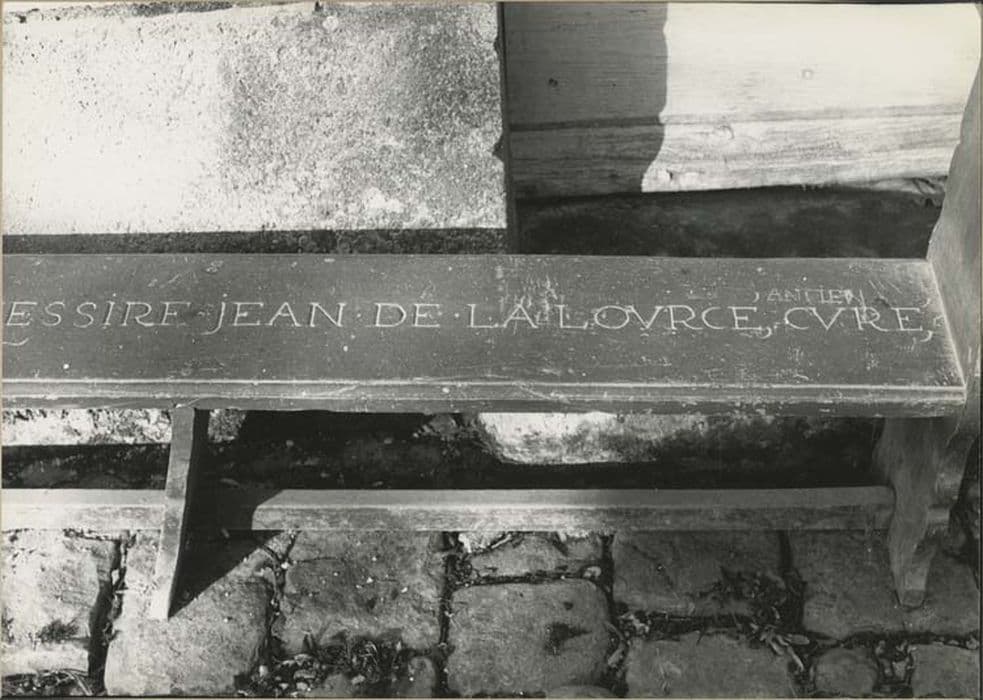 ESSIRE JEAN · DE · LA LOVRCE, CVRE,
ANTIEN